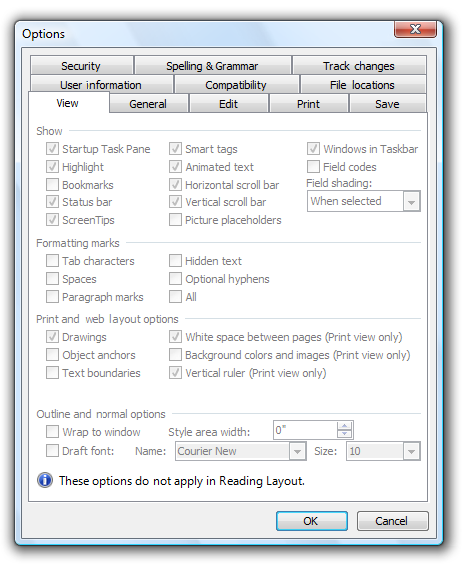 Options
Security Spelling & Grammar Track changes
User information Compatibility File locations
View General Edit Print Save
Show
Startup Task Pane Smart tags Windows in Taskbar
Highlight Animated text Field codes
Bookmarks Horizontal scroll bar Field shading:
Status bar Vertical scroll bar When selected
ScreenTips Picture placeholders
Formatting marks
Tab characters Hidden text
Spaces Optional hyphens
Paragraph marks All
Print and web layout options
Drawings White space between pages (Print view only)
Object anchors Background colors and images (Print view only)
Text boundaries Vertical ruler (Print view only)
Outline and normal options
Wrap to window Style area width: 0"
Draft font: Name: Courier New Size: 10
These options do not apply in Reading Layout.
OK Cancel